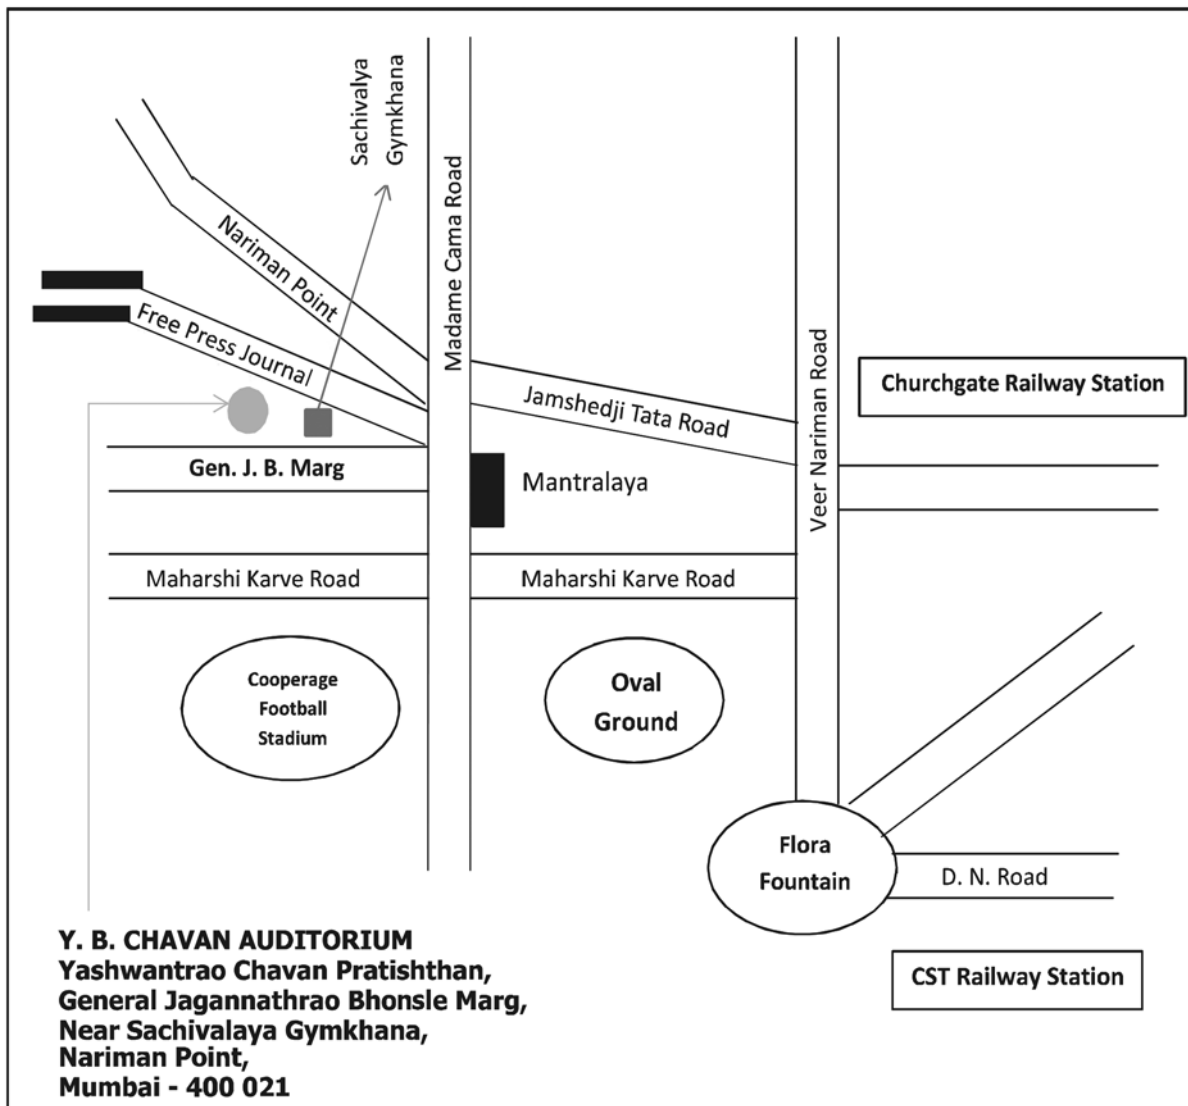 Sachivalya
Gymkhana
Madame Cama Road
Nariman Point
Free Press Journal
Jamshedji Tata Road
Veer Nariman Road
Churchgate Railway Station
Gen. J. B. Marg
Mantralaya
Maharshi Karve Road
Maharshi Karve Road
Cooperage
Football
Stadium
Oval
Ground
Flora
Fountain
D. N. Road
CST Railway Station
Y. B. CHAVAN AUDITORIUM
Yashwantrao Chavan Pratishthan,
General Jagannathrao Bhonsle Marg,
Near Sachivalaya Gymkhana,
Nariman Point,
Mumbai - 400 021